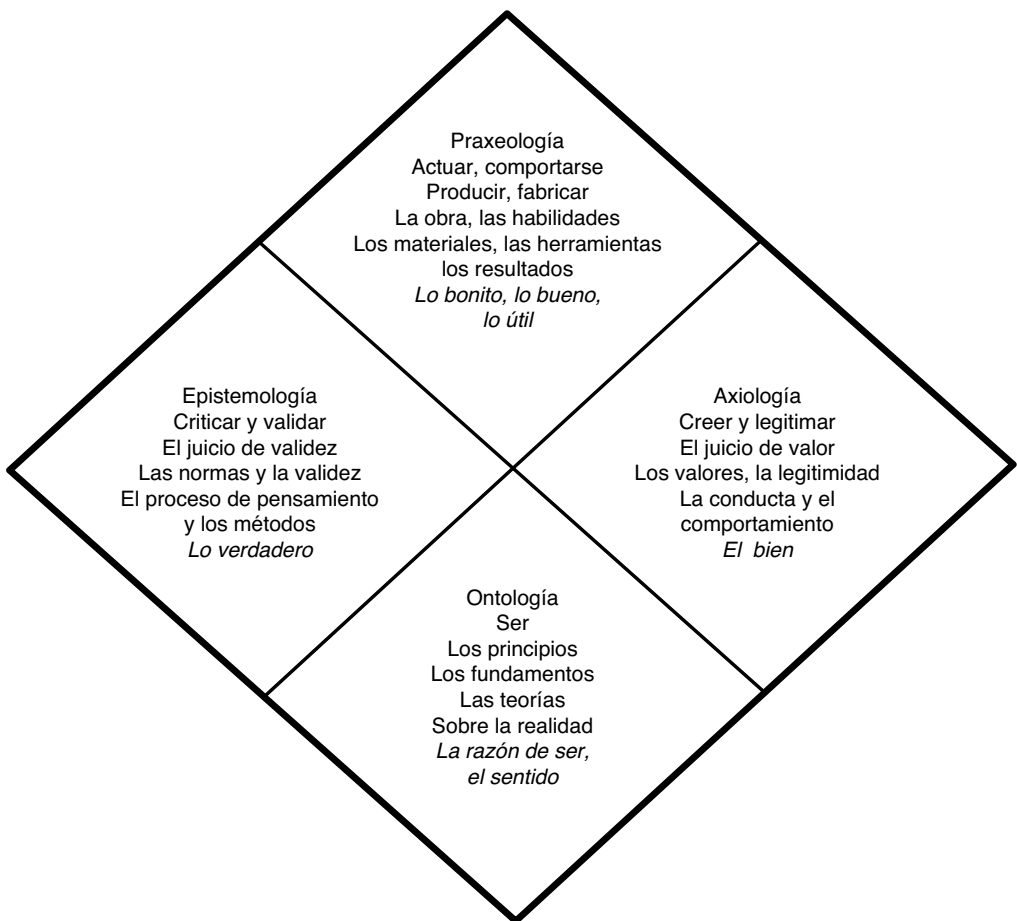 Praxeología
Actuar, comportarse
Producir, fabricar
La obra, las habilidades
Los materiales, las herramientas
los resultados
Lo bonito, lo bueno,
lo útil
Epistemología
Criticar y validar
El juicio de validez
Las normas y la validez
El proceso de pensamiento
y los métodos
Lo verdadero
Axiología
Creer y legitimar
El juicio de valor
Los valores, la legitimidad
La conducta y el
comportamiento
El bien
Ontología
Ser
Los principios
Los fundamentos
Las teorías
Sobre la realidad
La razón de ser,
el sentido